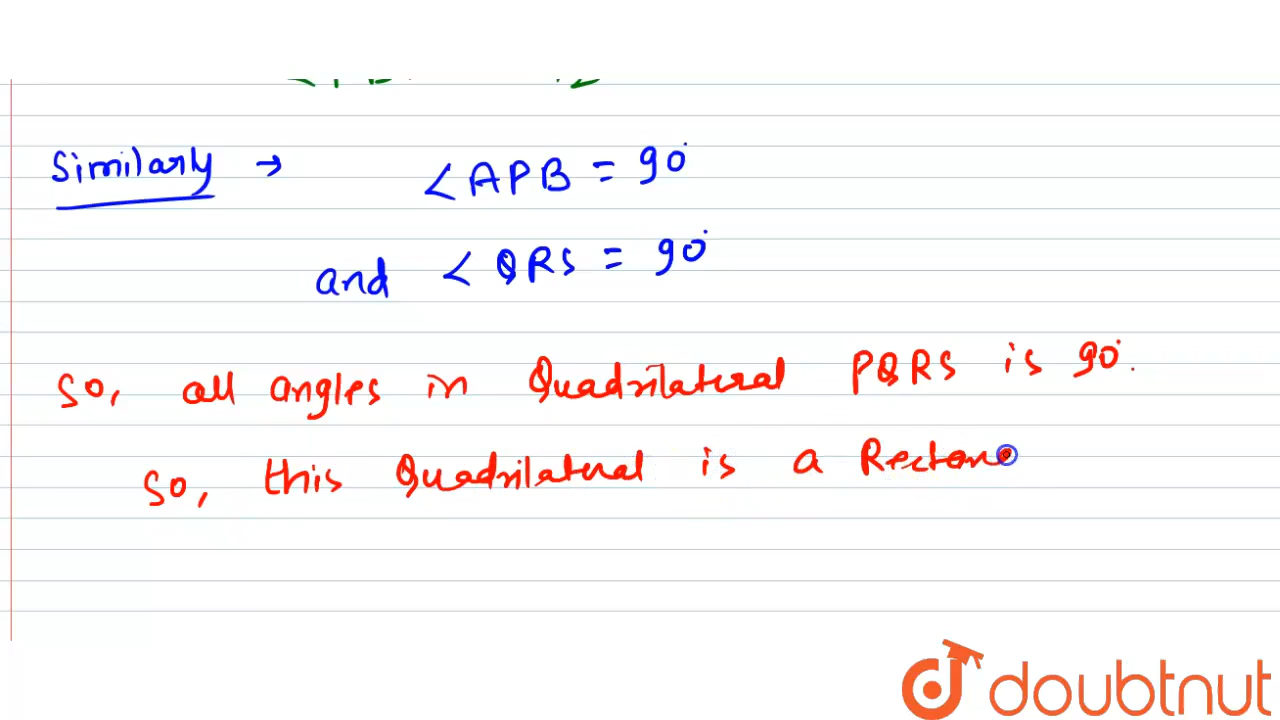 Similarly → ∠APB = 90°
and ∠QRS = 90°
So, all angles in Quadrilateral PQRS is 90°.
So, this Quadrilateral is a Rectang
doubtnut